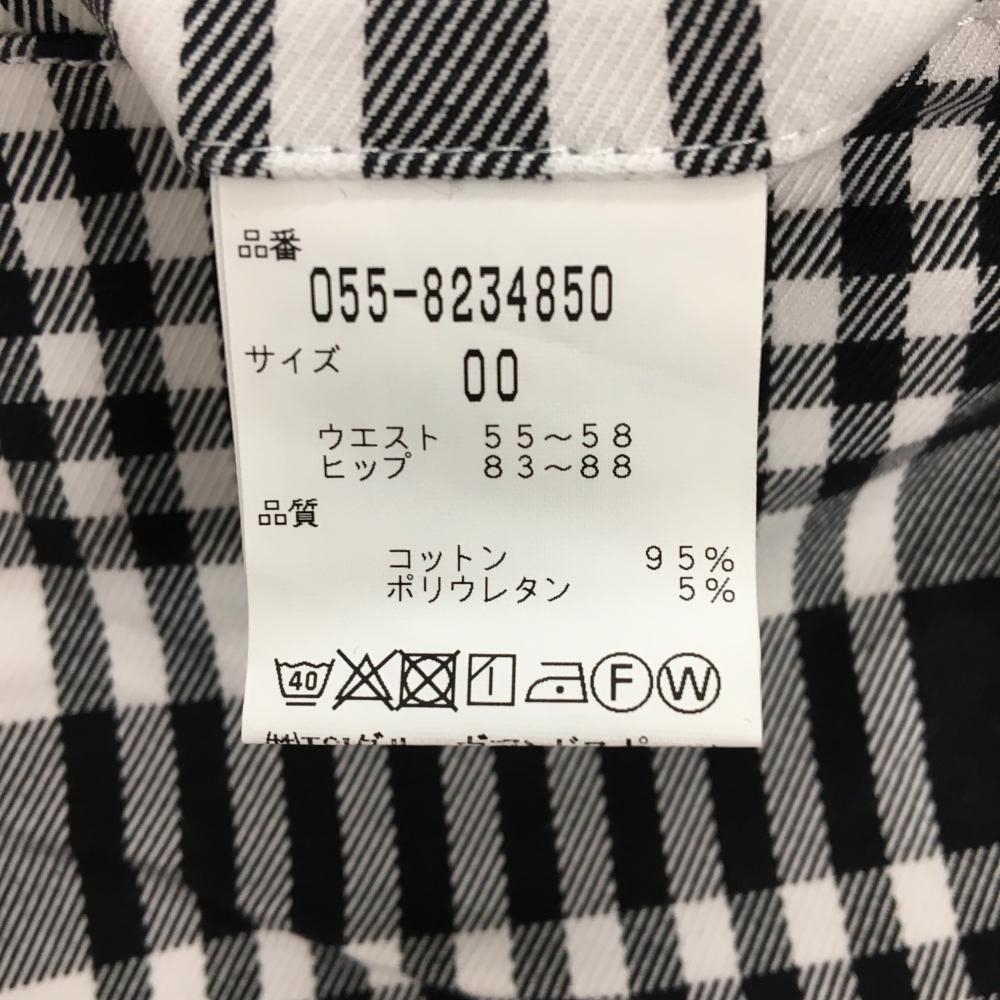 品番
055-8234850
サイズ 00
ウエスト 55～58
ヒップ 83～88
品質
コットン 95%
ポリウレタン 5%
40 F W